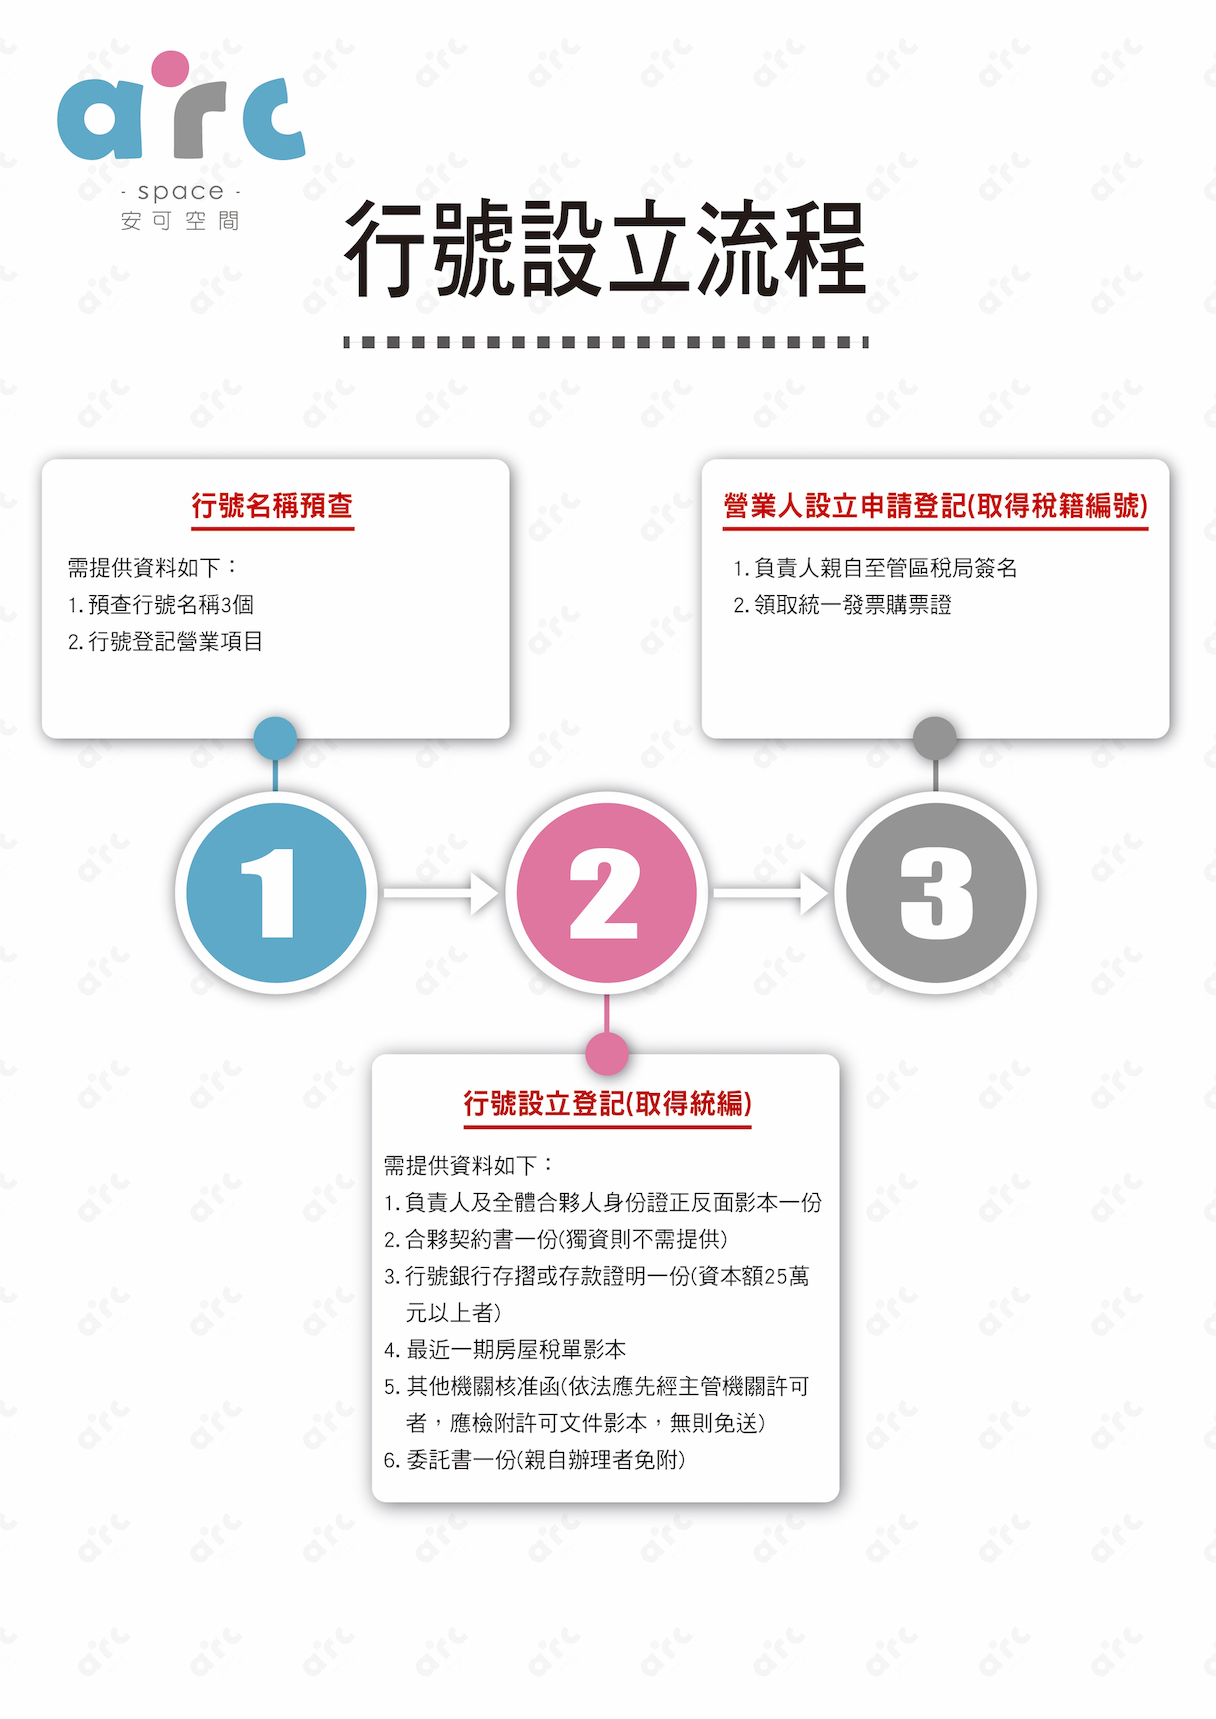 arc
- space -
安可空間
行號設立流程
行號名稱預查
需提供資料如下：
1. 預查行號名稱3個
2. 行號登記營業項目
營業人設立申請登記(取得稅籍編號)
1. 負責人親自至管區稅局簽名
2. 領取統一發票購票證
1
2
3
行號設立登記(取得統編)
需提供資料如下：
1. 負責人及全體合夥人身份證正反面影本一份
2. 合夥契約書一份(獨資則不需提供)
3. 行號銀行存摺或存款證明一份(資本額25萬
元以上者)
4. 最近一期房屋稅單影本
5. 其他機關核准函(依法應先經主管機關許可
者，應檢附許可文件影本，無則免送)
6. 委託書一份(親自辦理者免附)